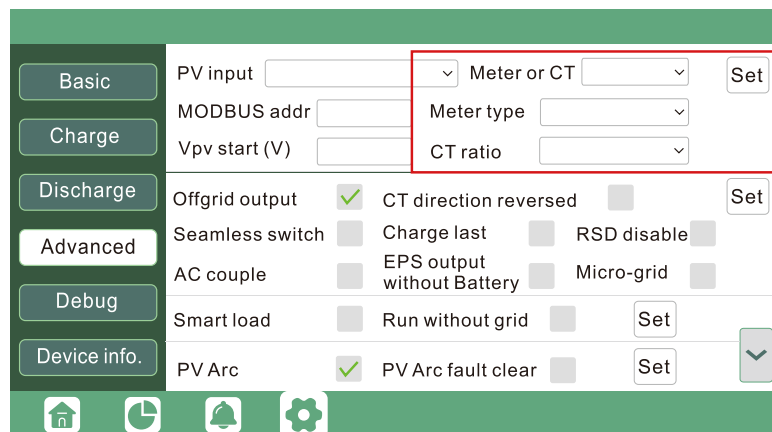 Basic
Charge
Discharge
Advanced
Debug
Device info.
PV input Meter or CT Set
MODBUS addr Meter type
Vpv start (V) CT ratio
Offgrid output CT direction reversed Set
Seamless switch Charge last RSD disable
AC couple EPS output without Battery Micro-grid
Smart load Run without grid Set
PV Arc PV Arc fault clear Set